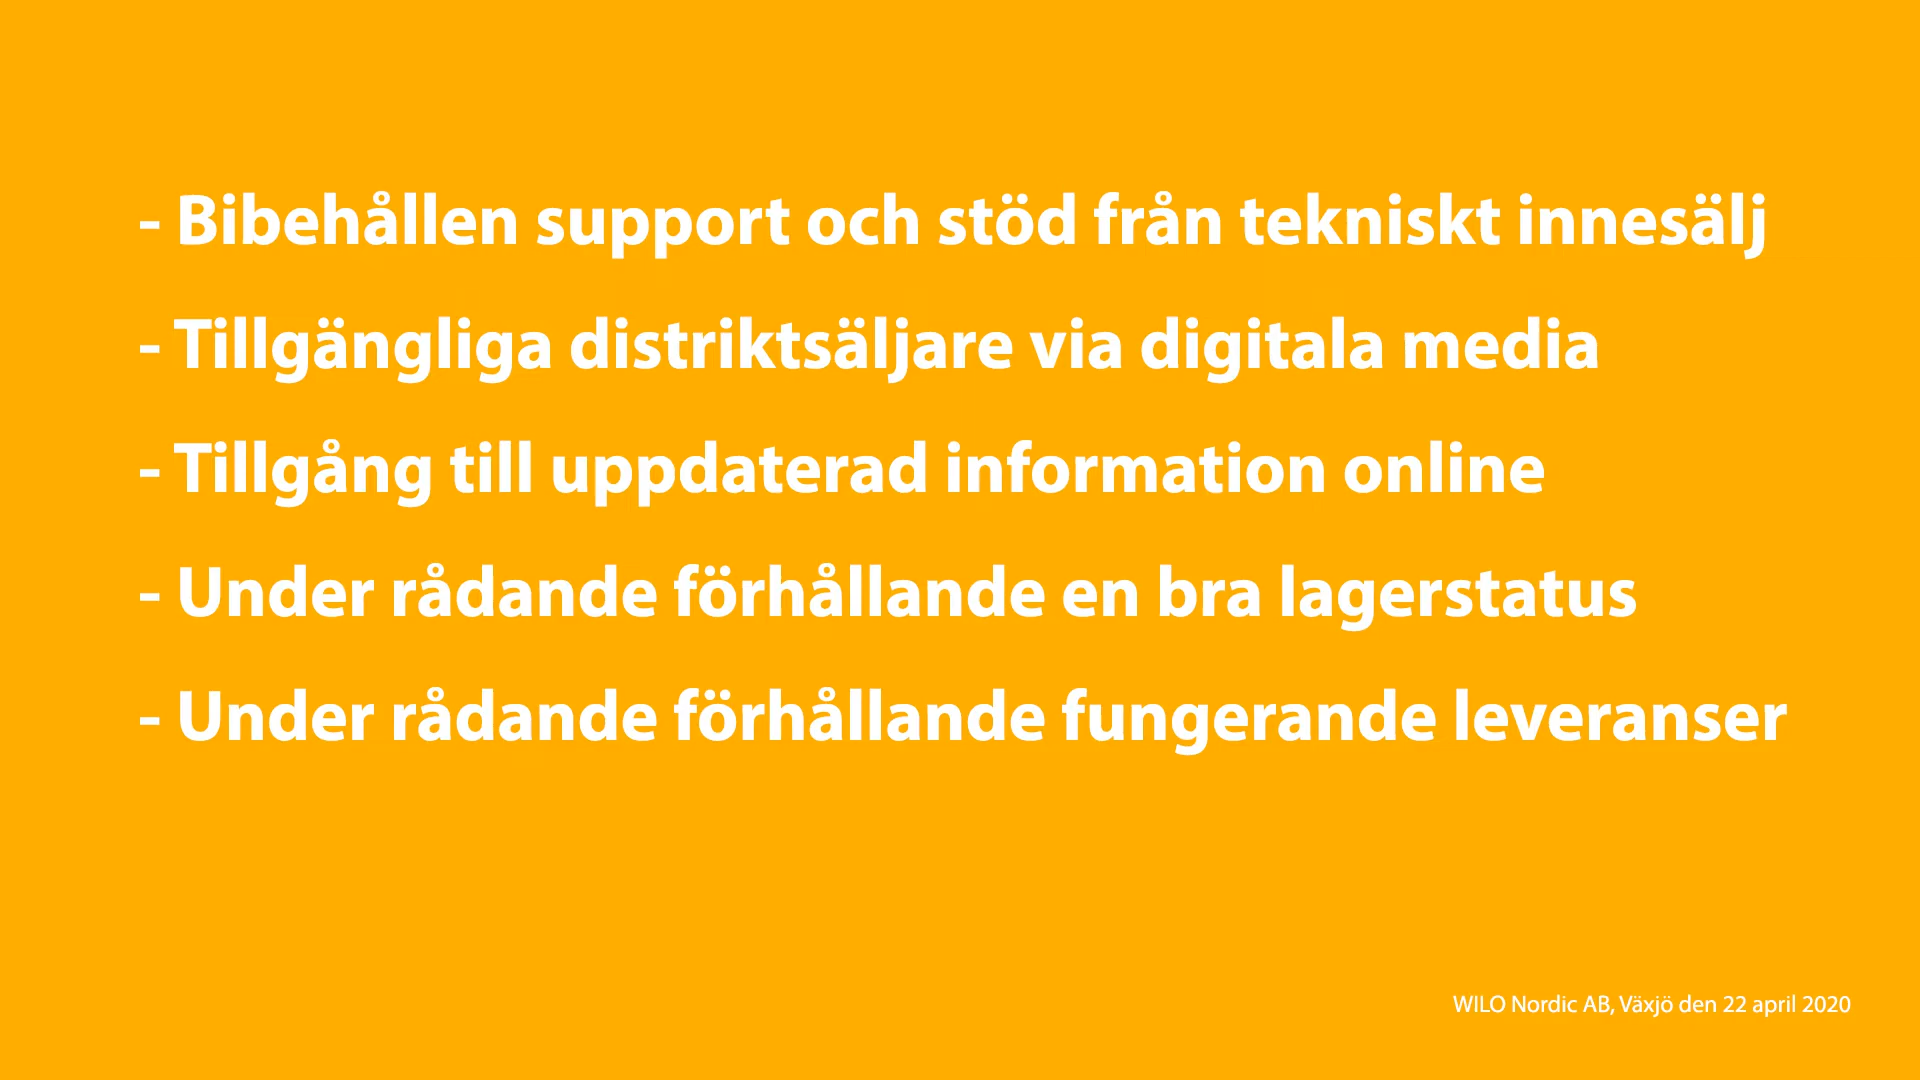 - Bibehållen support och stöd från tekniskt innesälj
- Tillgängliga distriktsäljare via digitala media
- Tillgång till uppdaterad information online
- Under rådande förhållande en bra lagerstatus
- Under rådande förhållande fungerande leveranser
WILO Nordic AB, Växjö den 22 april 2020